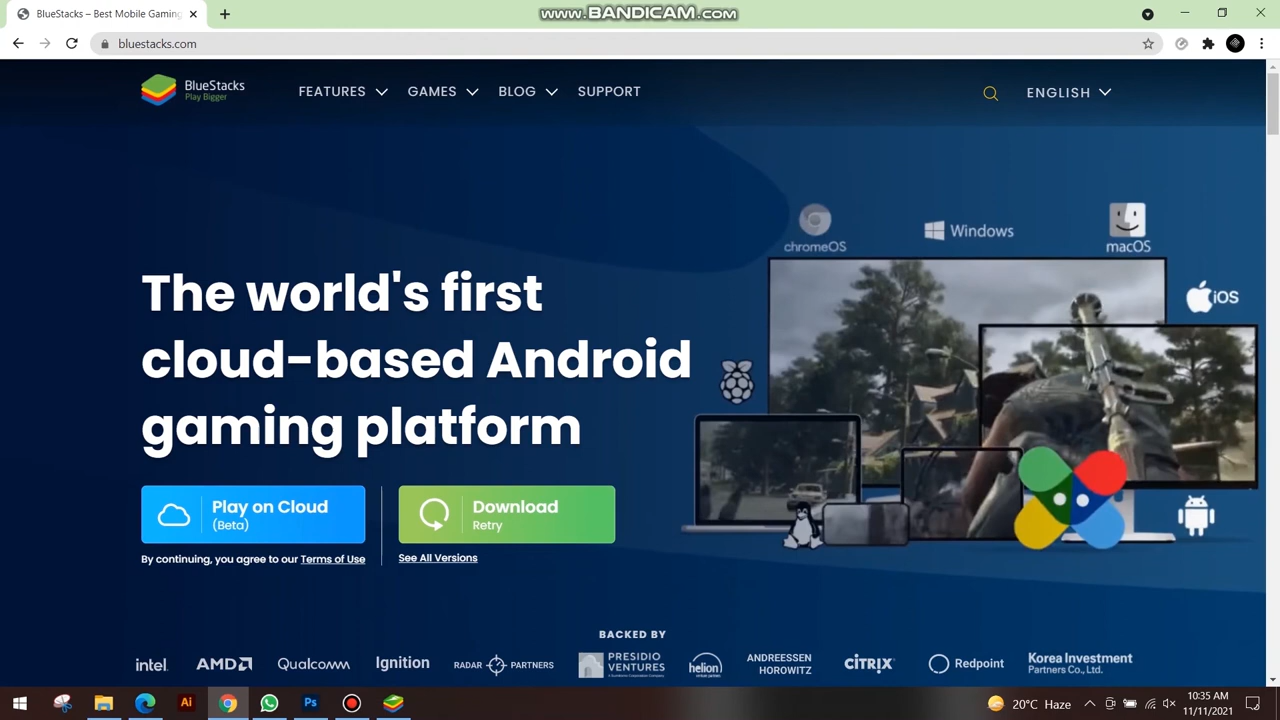 www.BANDICAM.com
BlueStacks – Best Mobile Gaming
bluestacks.com
BlueStacks
Play Bigger
FEATURES
GAMES
BLOG
SUPPORT
ENGLISH
chromeOS
Windows
macOS
iOS
The world's first
cloud-based Android
gaming platform
Play on Cloud
(Beta)
Download
Retry
By continuing, you agree to our Terms of Use
See All Versions
BACKED BY
intel
AMD
Qualcomm
Ignition
RADAR PARTNERS
PRESIDIO
VENTURES
helion
ANDREESSEN
HOROWITZ
CITRIX
Redpoint
Korea Investment
Partners Co., Ltd.
Ai
Ps
20°C Haze
10:35 AM
11/11/2021